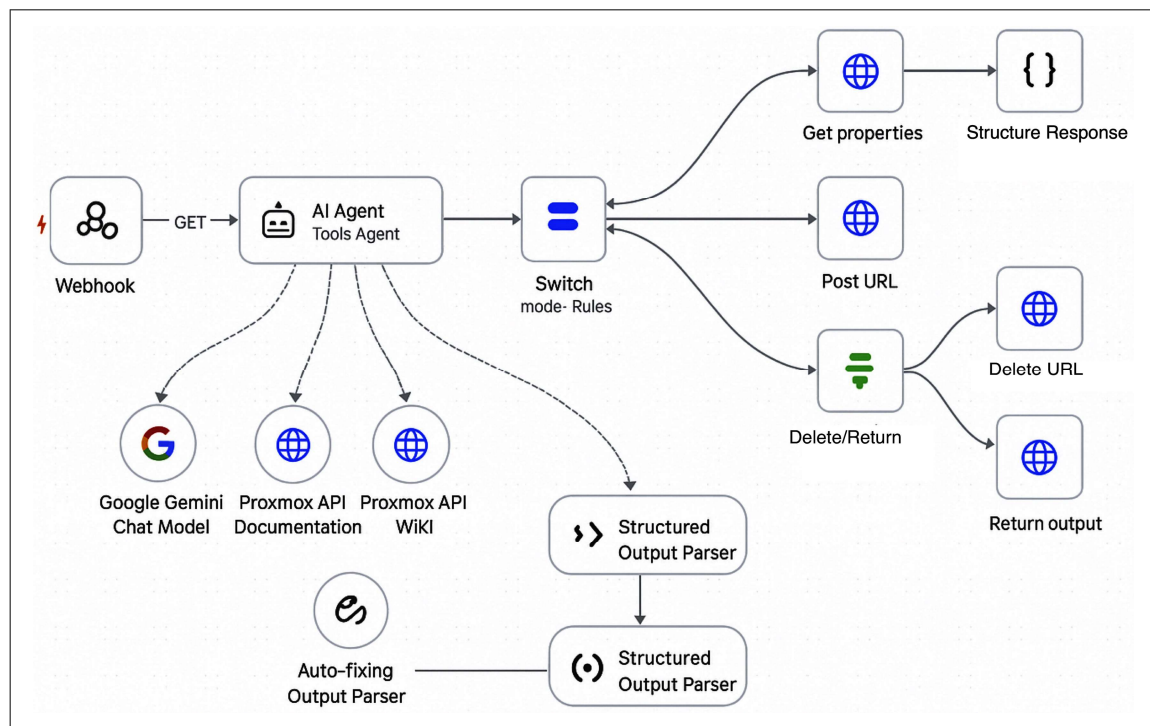 Get properties
Structure Response
GET
AI Agent
Tools Agent
Webhook
Switch
mode- Rules
Post URL
Delete URL
Delete/Return
Google Gemini
Chat Model
Proxmox API
Documentation
Proxmox API
WiKI
Return output
Structured
Output Parser
Auto-fixing
Output Parser
Structured
Output Parser